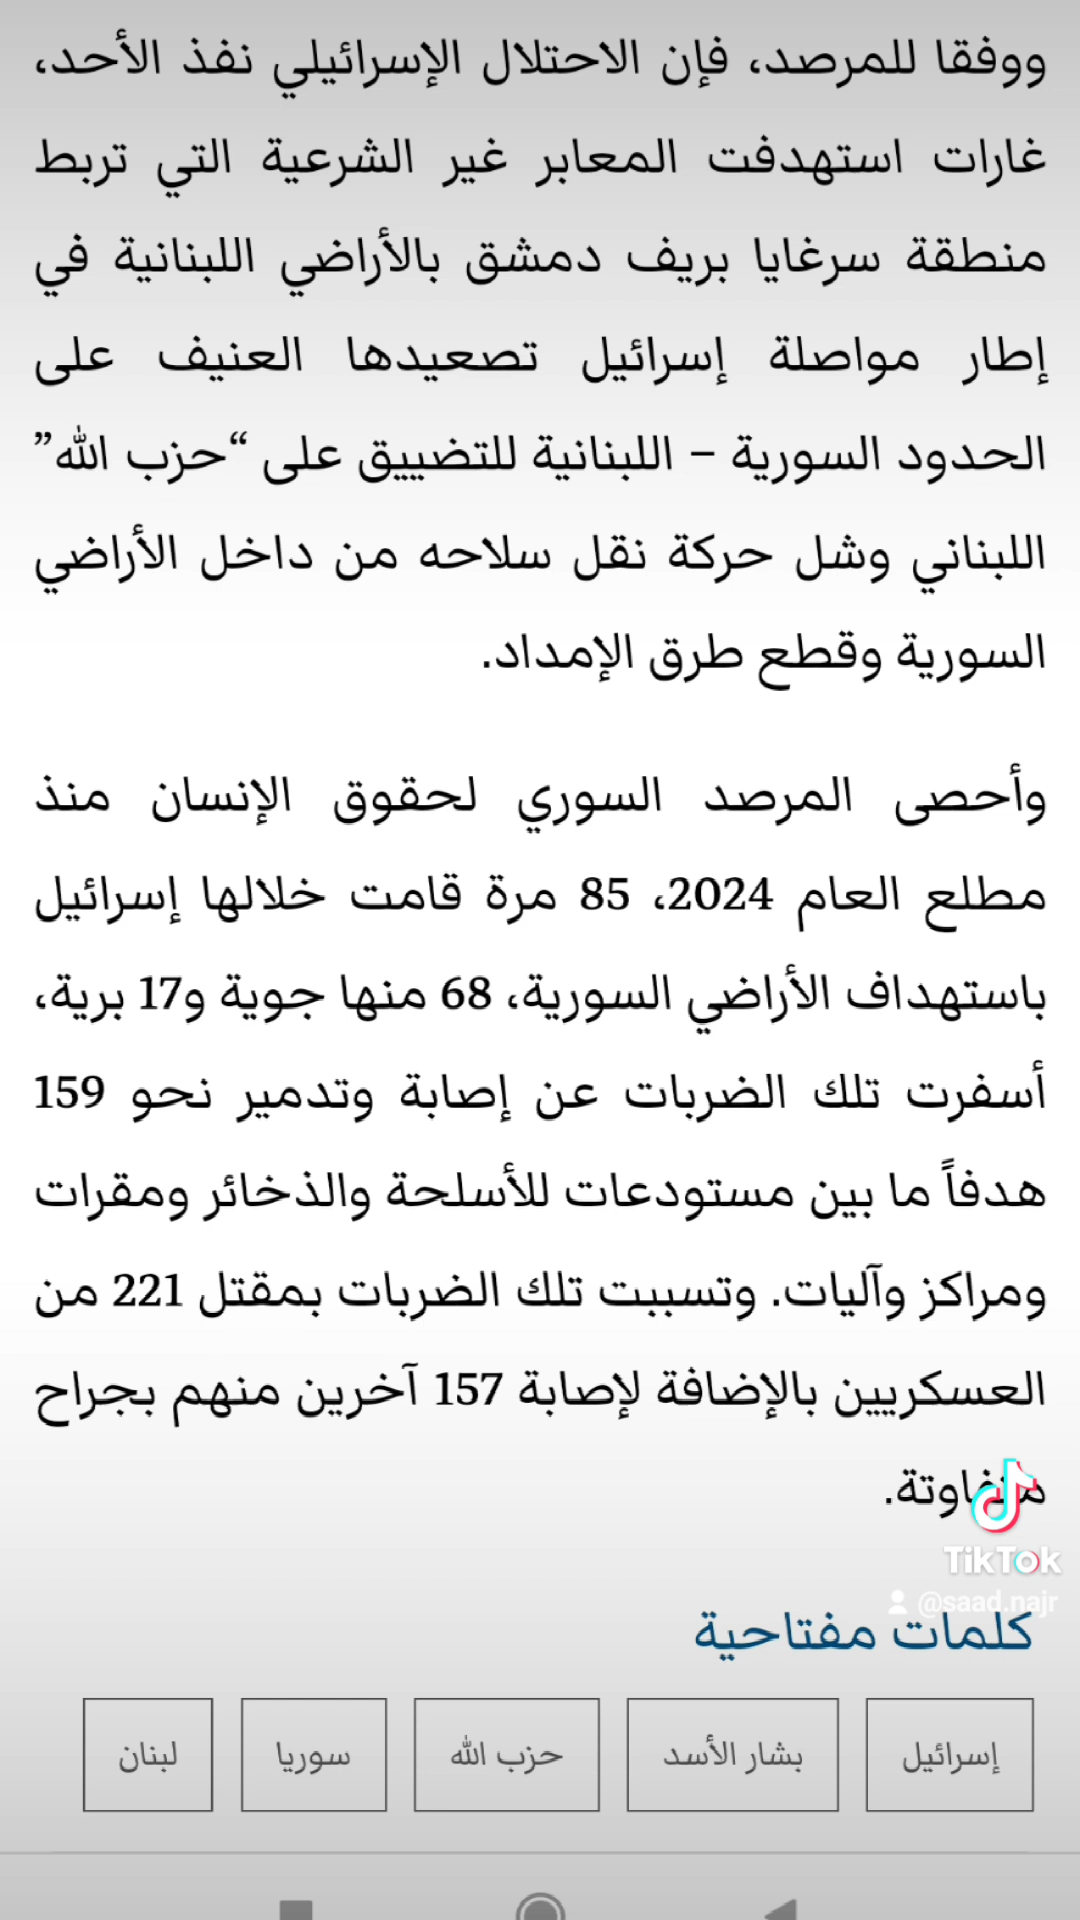 ووفقا للمرصد، فإن الاحتلال الإسرائيلي نفذ الأحد،
غارات استهدفت المعابر غير الشرعية التي تربط
منطقة سرغايا بريف دمشق بالأراضي اللبنانية في
إطار مواصلة إسرائيل تصعيدها العنيف على
الحدود السورية – اللبنانية للتضييق على “حزب الله”
اللبناني وشل حركة نقل سلاحه من داخل الأراضي
السورية وقطع طرق الإمداد.
وأحصى المرصد السوري لحقوق الإنسان منذ
مطلع العام 2024، 85 مرة قامت خلالها إسرائيل
باستهداف الأراضي السورية، 68 منها جوية و17 برية،
أسفرت تلك الضربات عن إصابة وتدمير نحو 159
هدفاً ما بين مستودعات للأسلحة والذخائر ومقرات
ومراكز وآليات. وتسببت تلك الضربات بمقتل 221 من
العسكريين بالإضافة لإصابة 157 آخرين منهم بجراح
متفاوتة.
TikTok
@saad.najr
كلمات مفتاحية
إسرائيل
بشار الأسد
حزب الله
سوريا
لبنان